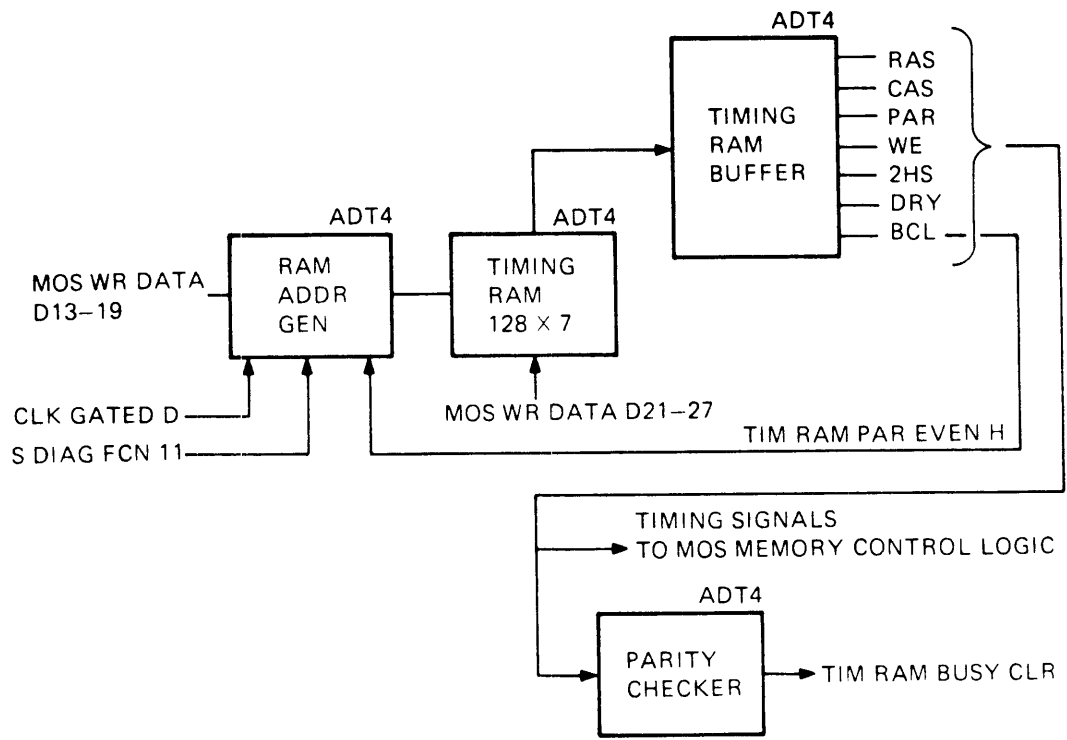 ADT4
TIMING
RAM
BUFFER
RAS
CAS
PAR
WE
2HS
DRY
BCL
ADT4
RAM
ADDR
GEN
ADT4
TIMING
RAM
128 × 7
MOS WR DATA
D13–19
CLK GATED D
S DIAG FCN 11
MOS WR DATA D21–27
TIM RAM PAR EVEN H
TIMING SIGNALS
TO MOS MEMORY CONTROL LOGIC
ADT4
PARITY
CHECKER
TIM RAM BUSY CLR